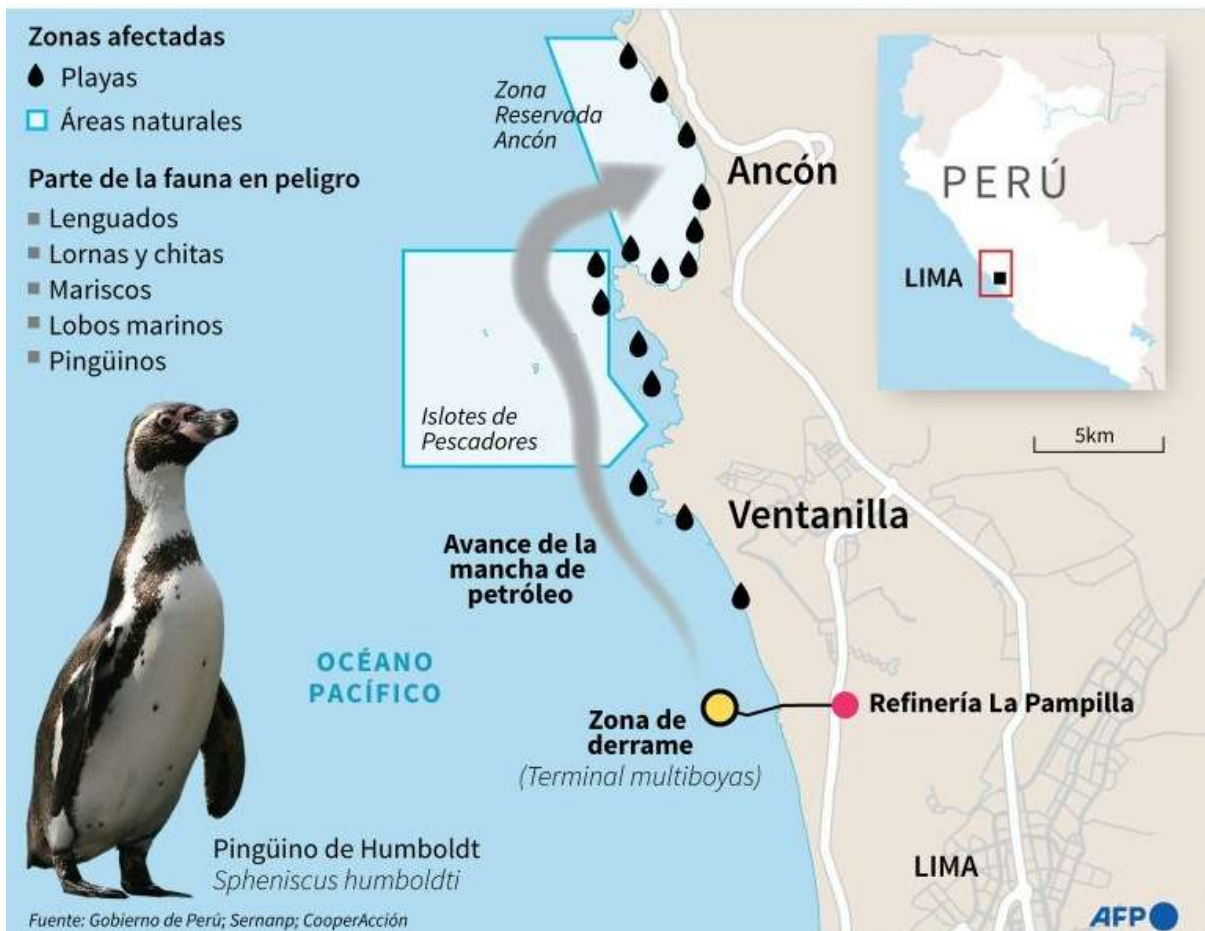 Zonas afectadas
Playas
Áreas naturales
Parte de la fauna en peligro
Lenguados
Lornas y chitas
Mariscos
Lobos marinos
Pingüinos
Zona
Reservada
Ancón
Ancón
PERÚ
LIMA
5km
Islotes de
Pescadores
Ventanilla
Avance de la
mancha de
petróleo
OCÉANO
PACÍFICO
Refinería La Pampilla
Zona de
derrame
(Terminal multiboyas)
Pingüino de Humboldt
Spheniscus humboldti
LIMA
Fuente: Gobierno de Perú; Sernanp; CooperAcción
AFP